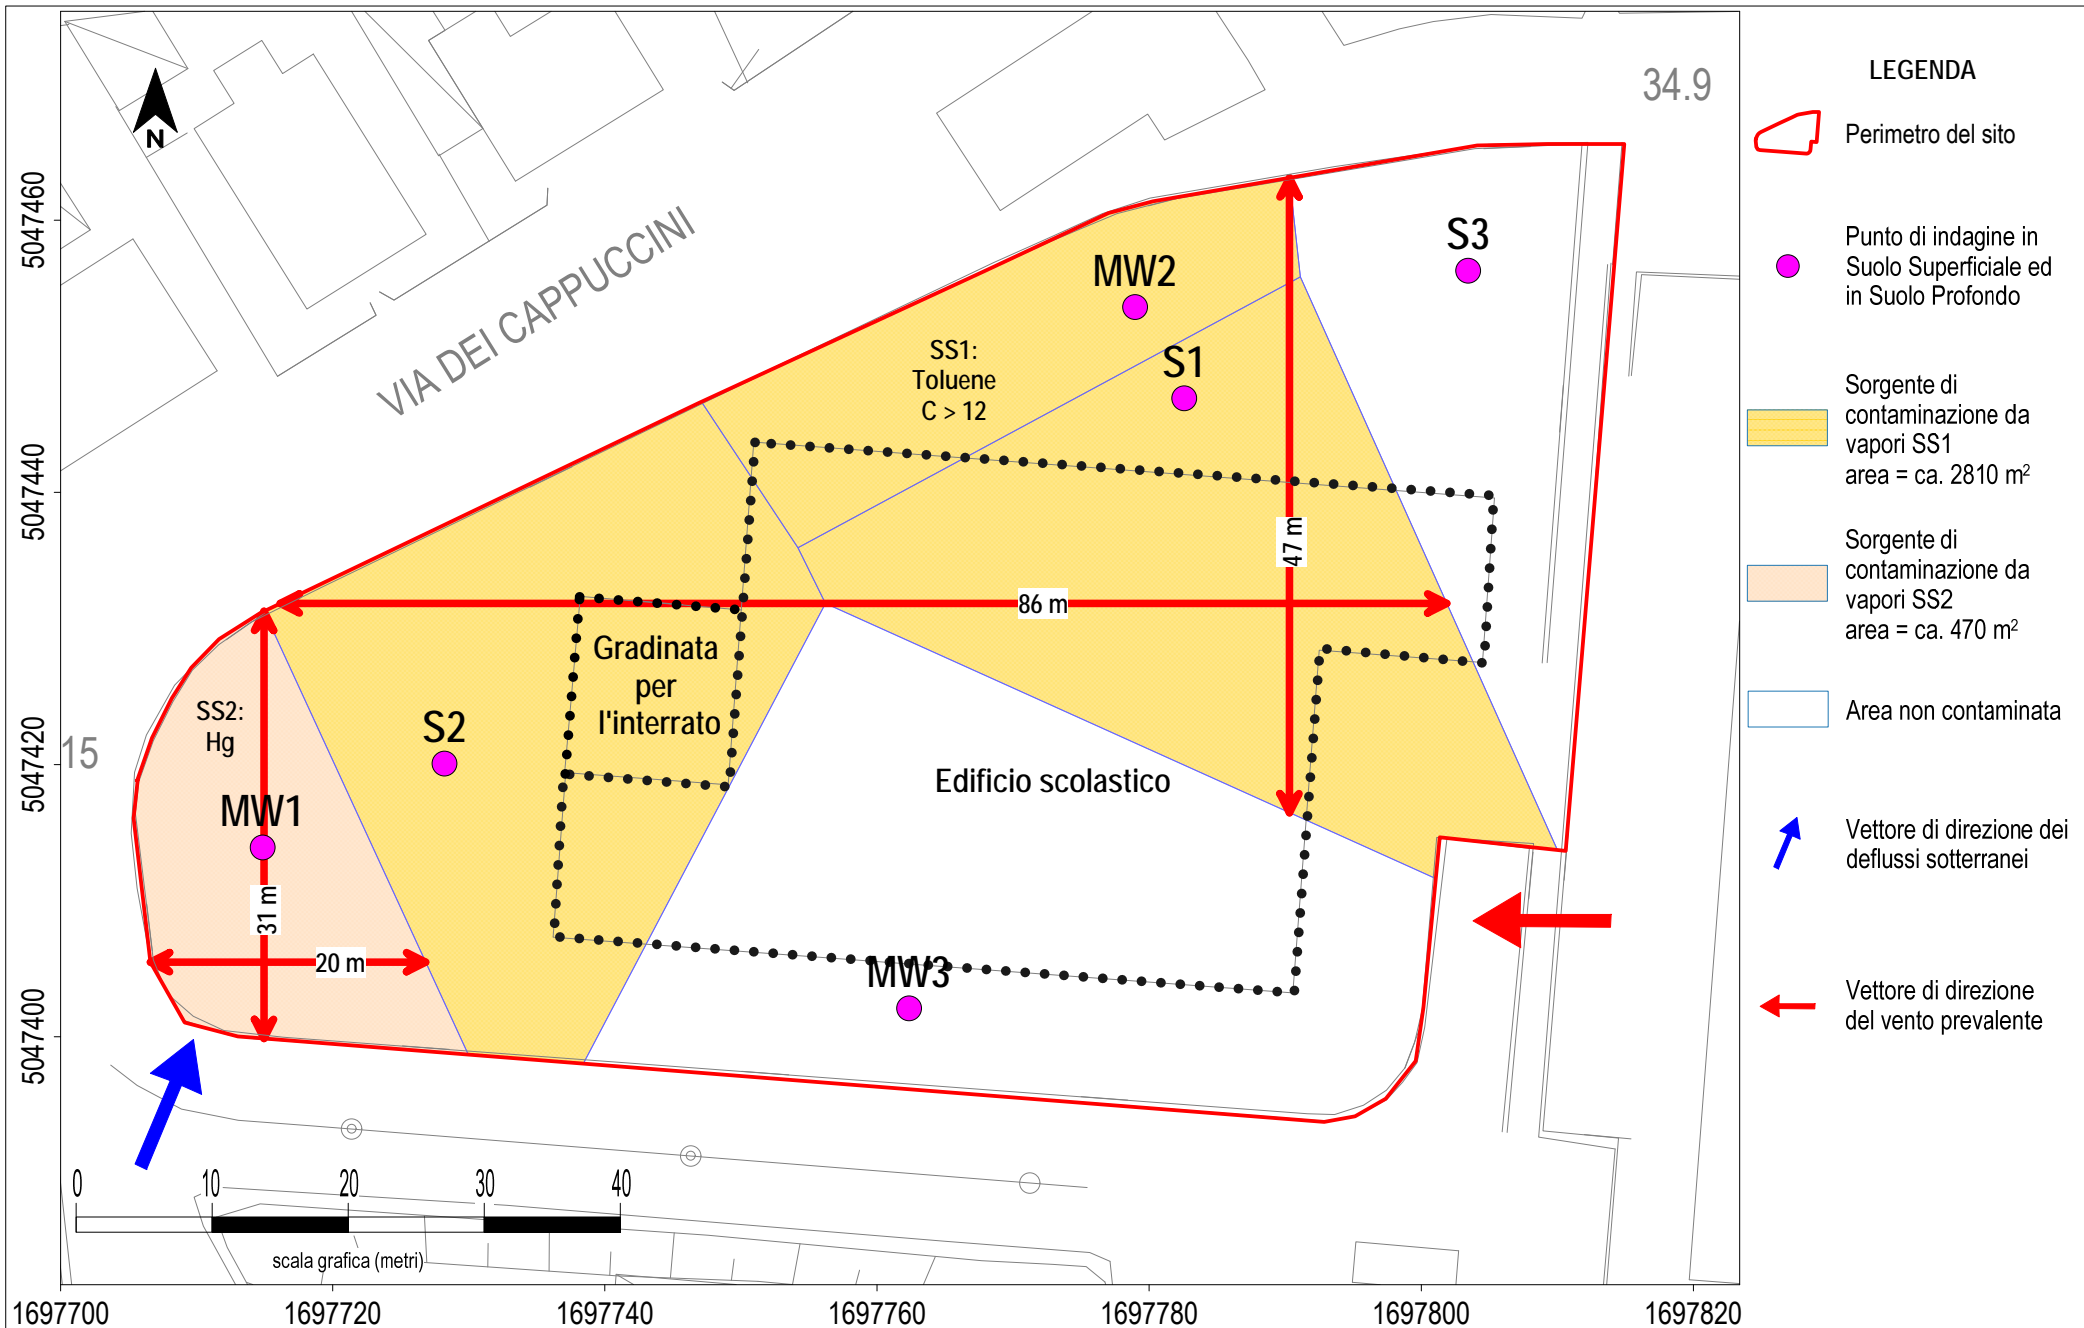 34.9
N
VIA DEI CAPPUCCINI
S3
MW2
SS1:
Toluene
C > 12
S1
47 m
86 m
Gradinata
per
l'interrato
SS2:
Hg
S2
15
MW1
Edificio scolastico
31 m
20 m
MW3
0 10 20 30 40
scala grafica (metri)
5047460
5047440
5047420
5047400
1697700 1697720 1697740 1697760 1697780 1697800 1697820
LEGENDA
Perimetro del sito
Punto di indagine in
Suolo Superficiale ed
in Suolo Profondo
Sorgente di
contaminazione da
vapori SS1
area = ca. 2810 m²
Sorgente di
contaminazione da
vapori SS2
area = ca. 470 m²
Area non contaminata
Vettore di direzione dei
deflussi sotterranei
Vettore di direzione
del vento prevalente